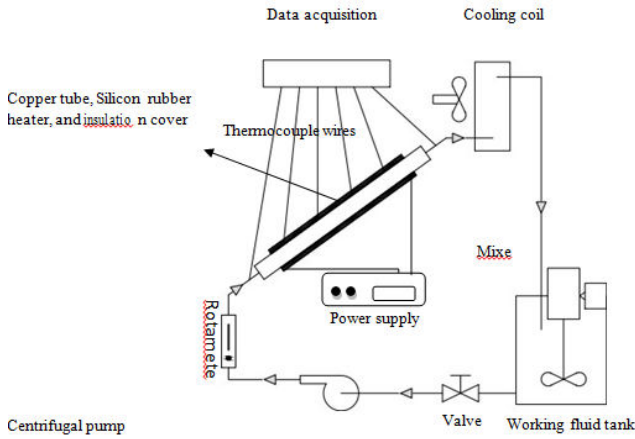 Data acquisition
Cooling coil
Copper tube, Silicon rubber
heater, and insulatio n cover
Thermocouple wires
Mixe
Power supply
Rotamete
Centrifugal pump
Valve
Working fluid tank